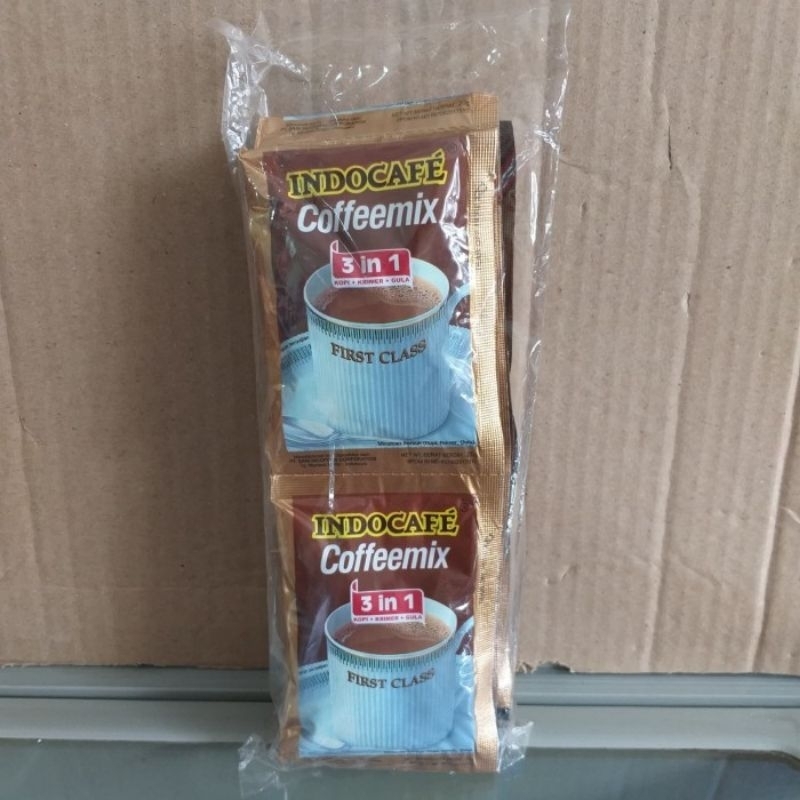 INDOCAFÉ
Coffeemix
3 in 1
KOPI • KRIMER • GULA
FIRST CLASS
INDOCAFÉ
Coffeemix
3 in 1
KOPI • KRIMER • GULA
FIRST CLASS